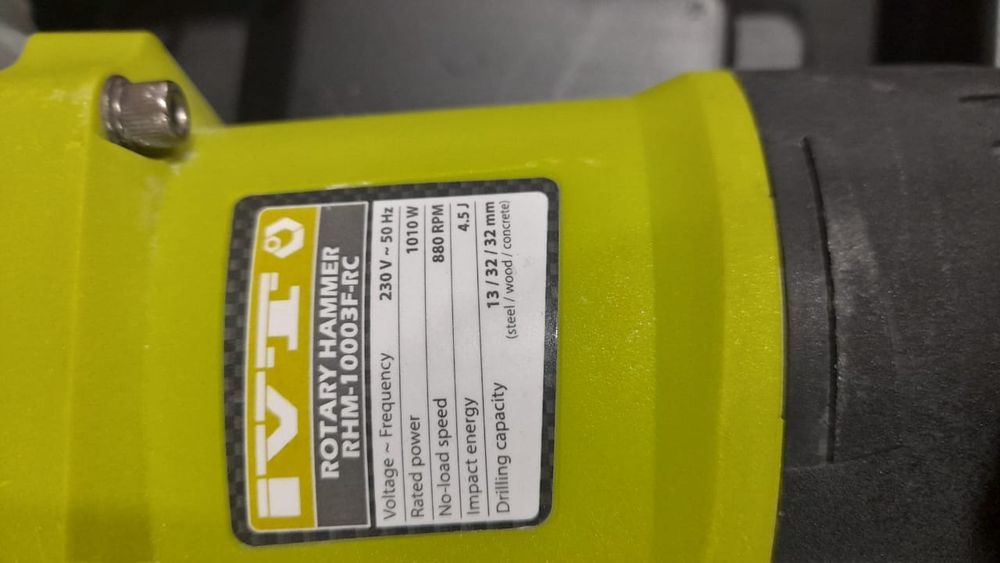 IVT
ROTARY HAMMER
RHM-10003F-RC
Voltage ~ Frequency 230 V ~ 50 Hz
Rated power 1010 W
No-load speed 880 RPM
Impact energy 4.5 J
Drilling capacity 13 / 32 / 32 mm
(steel / wood / concrete)